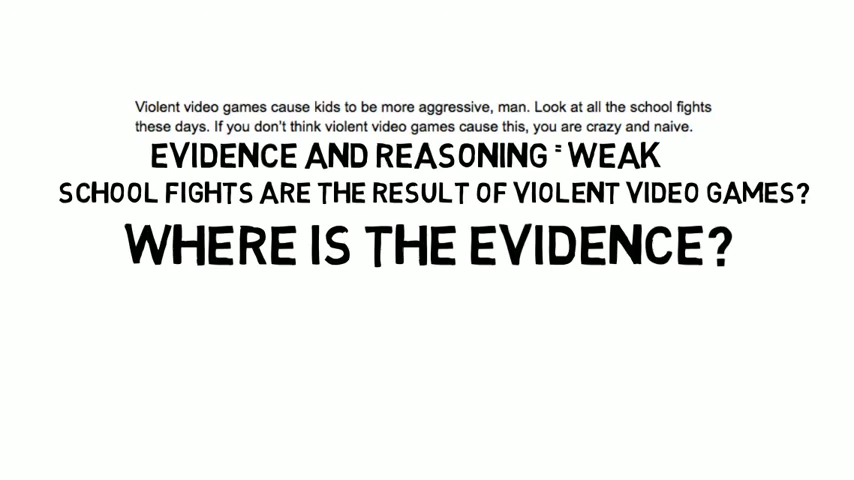 Violent video games cause kids to be more aggressive, man. Look at all the school fights
these days. If you don't think violent video games cause this, you are crazy and naive.
EVIDENCE AND REASONING = WEAK
SCHOOL FIGHTS ARE THE RESULT OF VIOLENT VIDEO GAMES?
WHERE IS THE EVIDENCE?